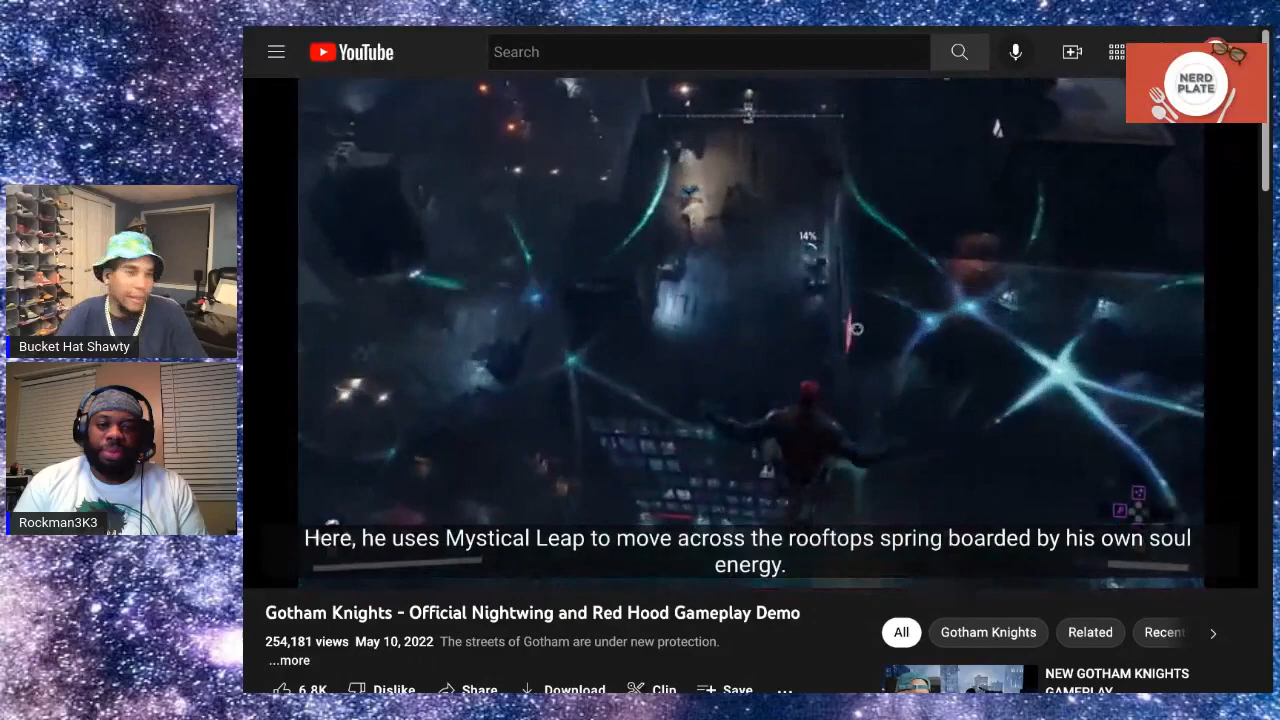 YouTube
Search
NERD
PLATE
14%
Bucket Hat Shawty
Rockman3K3
Here, he uses Mystical Leap to move across the rooftops spring boarded by his own soul
energy.
Gotham Knights - Official Nightwing and Red Hood Gameplay Demo
254,181 views May 10, 2022 The streets of Gotham are under new protection.
...more
6.8K Dislike Share Download Clip Save ...
All Gotham Knights Related Recent
NEW GOTHAM KNIGHTS
GAMEPLAY